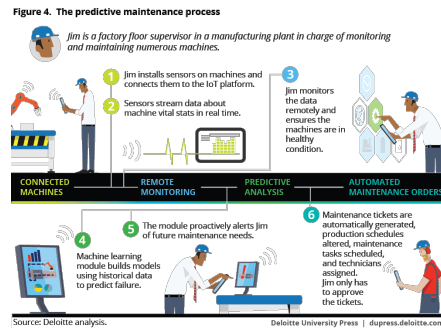 Figure 4. The predictive maintenance process
Jim is a factory floor supervisor in a manufacturing plant in charge of monitoring
and maintaining numerous machines.
1 Jim installs sensors on machines and
connects them to the IoT platform.
2 Sensors stream data about
machine vital stats in real time.
3
Jim monitors
the data
remotely and
ensures the
machines are in
healthy
condition.
CONNECTED
MACHINES
REMOTE
MONITORING
PREDICTIVE
ANALYSIS
AUTOMATED
MAINTENANCE ORDERS
4
Machine learning
module builds models
using historical data
to predict failure.
5 The module proactively alerts Jim
of future maintenance needs.
6 Maintenance tickets are
automatically generated,
production schedules
altered, maintenance
tasks scheduled,
and technicians
assigned.
Jim only has
to approve
the tickets.
Source: Deloitte analysis.
Deloitte University Press | dupress.deloitte.com